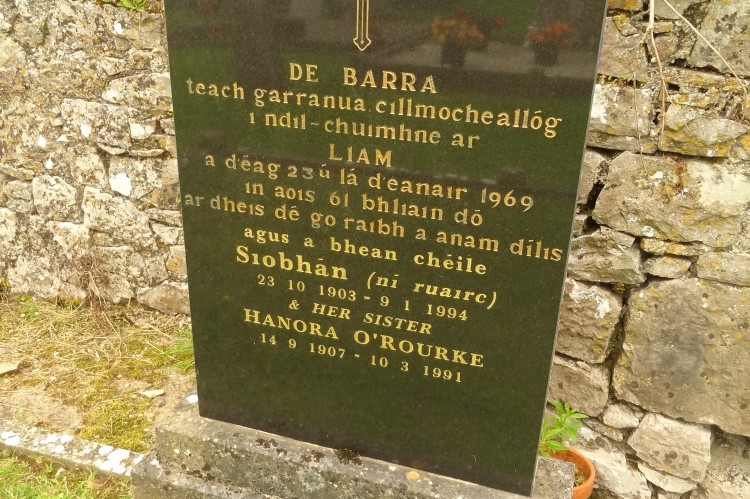 DE BARRA
teach garranua cillmocheallóg
i ndil-chuimhne ar
LIAM
a d'éag 23ú lá d'eanair 1969
in aois 61 bhliain dó
ar dheis dé go raibh a anam dílis
agus a bhean chéile
Siobhán (ní ruairc)
23 10 1903 - 9 1 1994
& HER SISTER
HANORA O'ROURKE
14 9 1907 - 10 3 1991